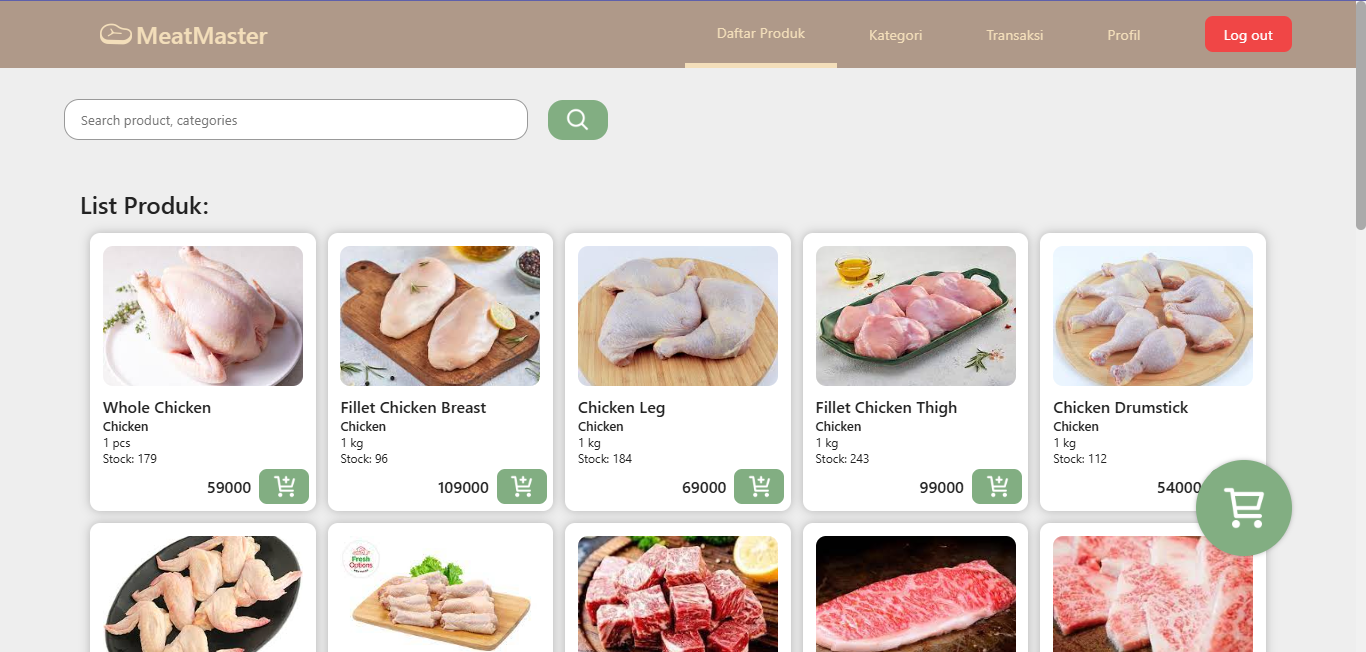 MeatMaster
Daftar Produk
Kategori
Transaksi
Profil
Log out
Search product, categories
List Produk:
Whole Chicken
Chicken
1 pcs
Stock: 179
59000
Fillet Chicken Breast
Chicken
1 kg
Stock: 96
109000
Chicken Leg
Chicken
1 kg
Stock: 184
69000
Fillet Chicken Thigh
Chicken
1 kg
Stock: 243
99000
Chicken Drumstick
Chicken
1 kg
Stock: 112
54000
Fresh
Options